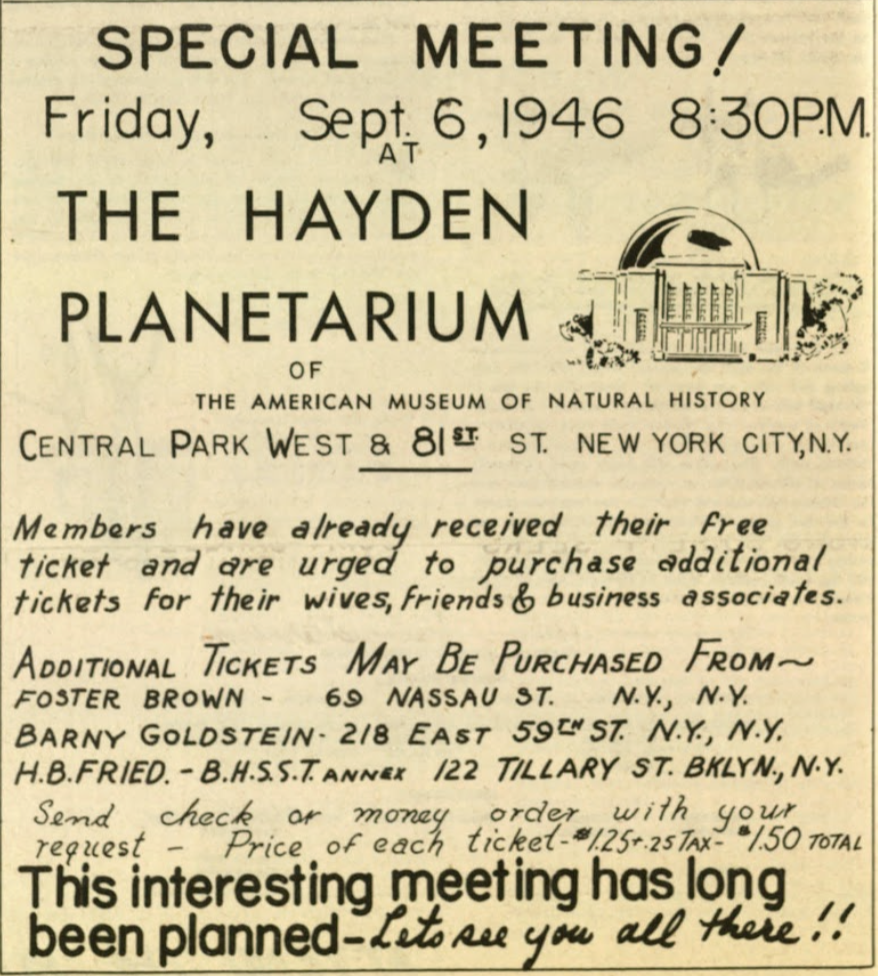 SPECIAL MEETING!
Friday, Sept. 6, 1946 8:30P.M.
AT
THE HAYDEN
PLANETARIUM
OF
THE AMERICAN MUSEUM OF NATURAL HISTORY
CENTRAL PARK WEST & 81ST. ST. NEW YORK CITY, N.Y.
Members have already received their free
ticket and are urged to purchase additional
tickets for their wives, friends & business associates.
ADDITIONAL TICKETS MAY BE PURCHASED FROM~
FOSTER BROWN - 69 NASSAU ST. N.Y., N.Y.
BARNY GOLDSTEIN- 218 EAST 59TH ST. N.Y., N.Y.
H.B.FRIED. - B.H.S.S.T. ANNEX 122 TILLARY ST. BKLYN., N.Y.
Send check or money order with your
request - Price of each ticket-$1.25+.25 TAX- $1.50 TOTAL
This interesting meeting has long
been planned-Lets see you all there!!